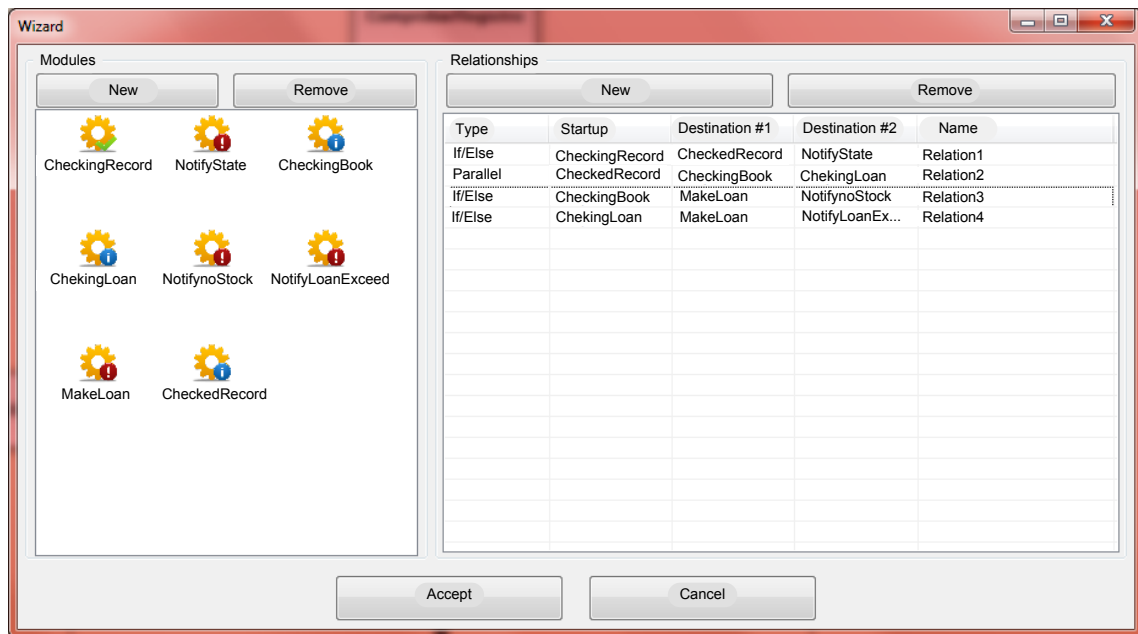 Wizard
Modules
New Remove
CheckingRecord NotifyState CheckingBook
ChekingLoan NotifynoStock NotifyLoanExceed
MakeLoan CheckedRecord
Relationships
New Remove
Type Startup Destination #1 Destination #2 Name
If/Else CheckingRecord CheckedRecord NotifyState Relation1
Parallel CheckedRecord CheckingBook ChekingLoan Relation2
If/Else CheckingBook MakeLoan NotifynoStock Relation3
If/Else ChekingLoan MakeLoan NotifyLoanEx... Relation4
Accept Cancel